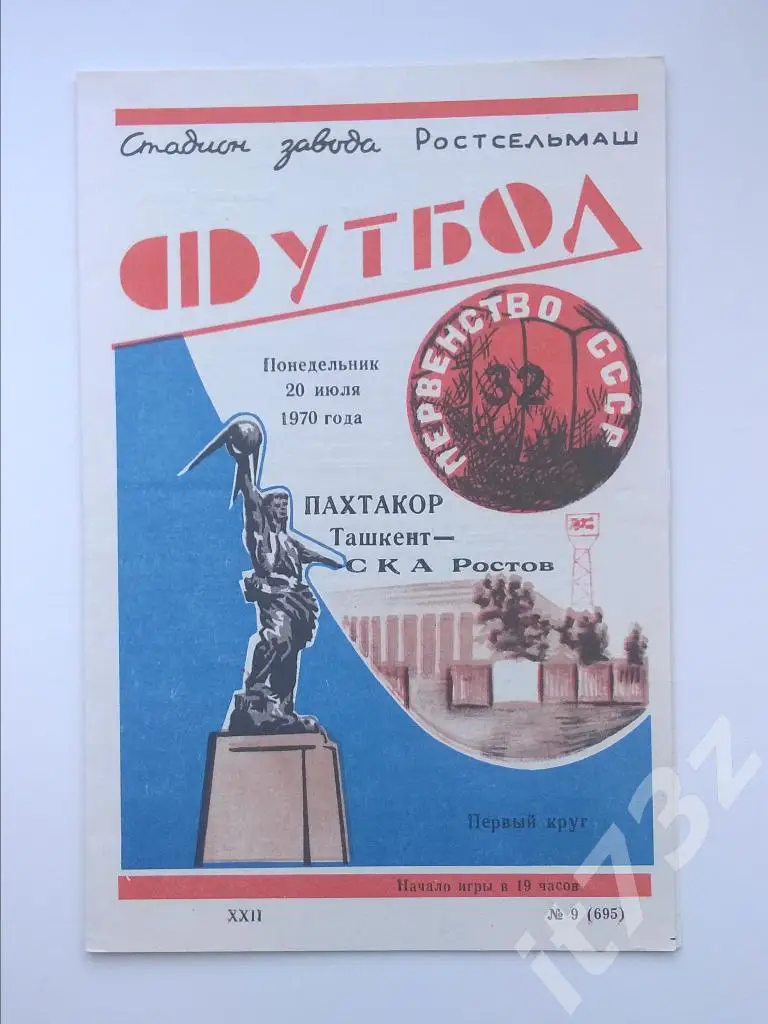 Стадион завода Ростсельмаш
ФУТБОЛ
ПЕРВЕНСТВО СССР
32
Понедельник
20 июля
1970 года
ПАХТАКОР
Ташкент—
СКА Ростов
Первый круг
Начало игры в 19 часов
XXII № 9 (695)
it73z